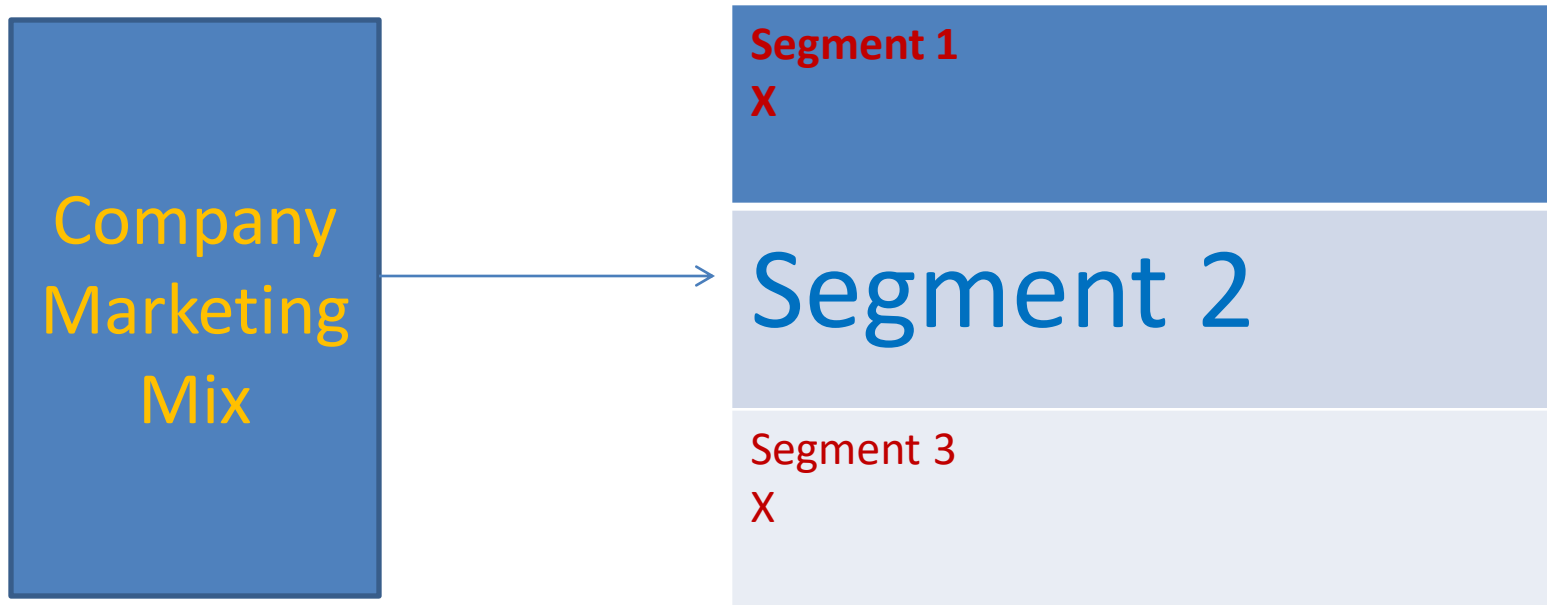 Company
Marketing
Mix
Segment 1
X
Segment 2
Segment 3
X